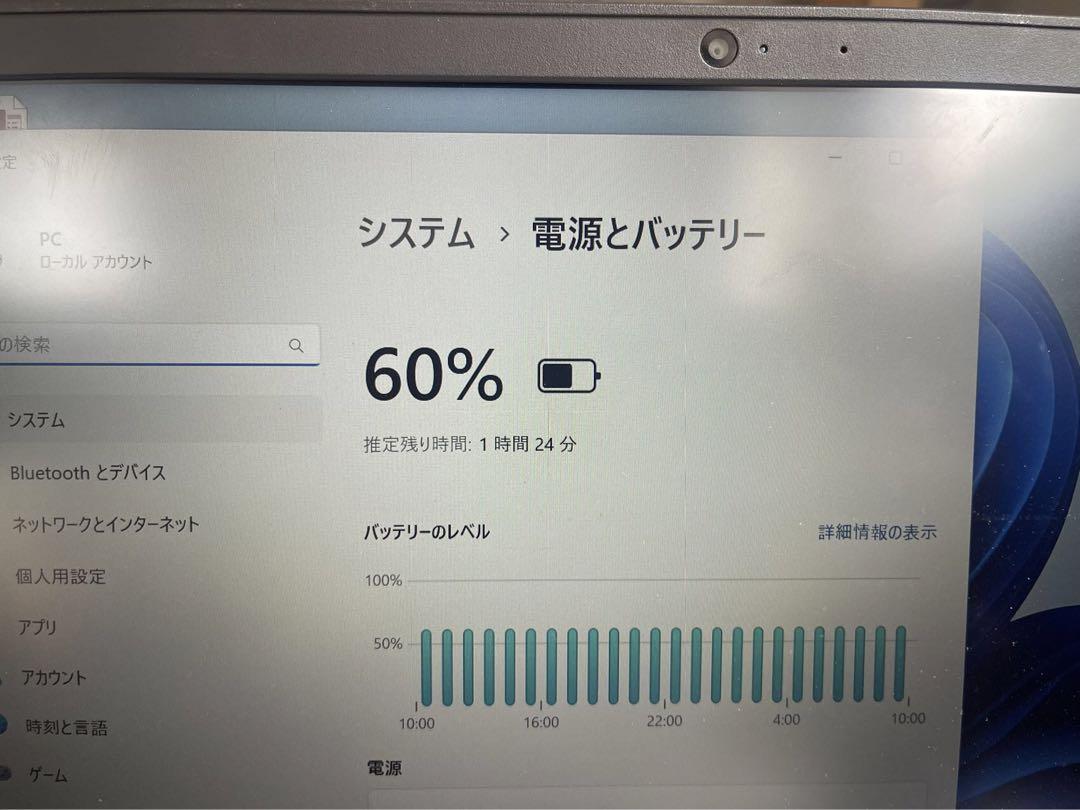 定
PC
ローカル アカウント
の検索
システム
Bluetooth とデバイス
ネットワークとインターネット
個人用設定
アプリ
アカウント
時刻と言語
ゲーム
システム › 電源とバッテリー
60%
推定残り時間: 1 時間 24 分
バッテリーのレベル 詳細情報の表示
100%
50%
10:00 16:00 22:00 4:00 10:00
電源